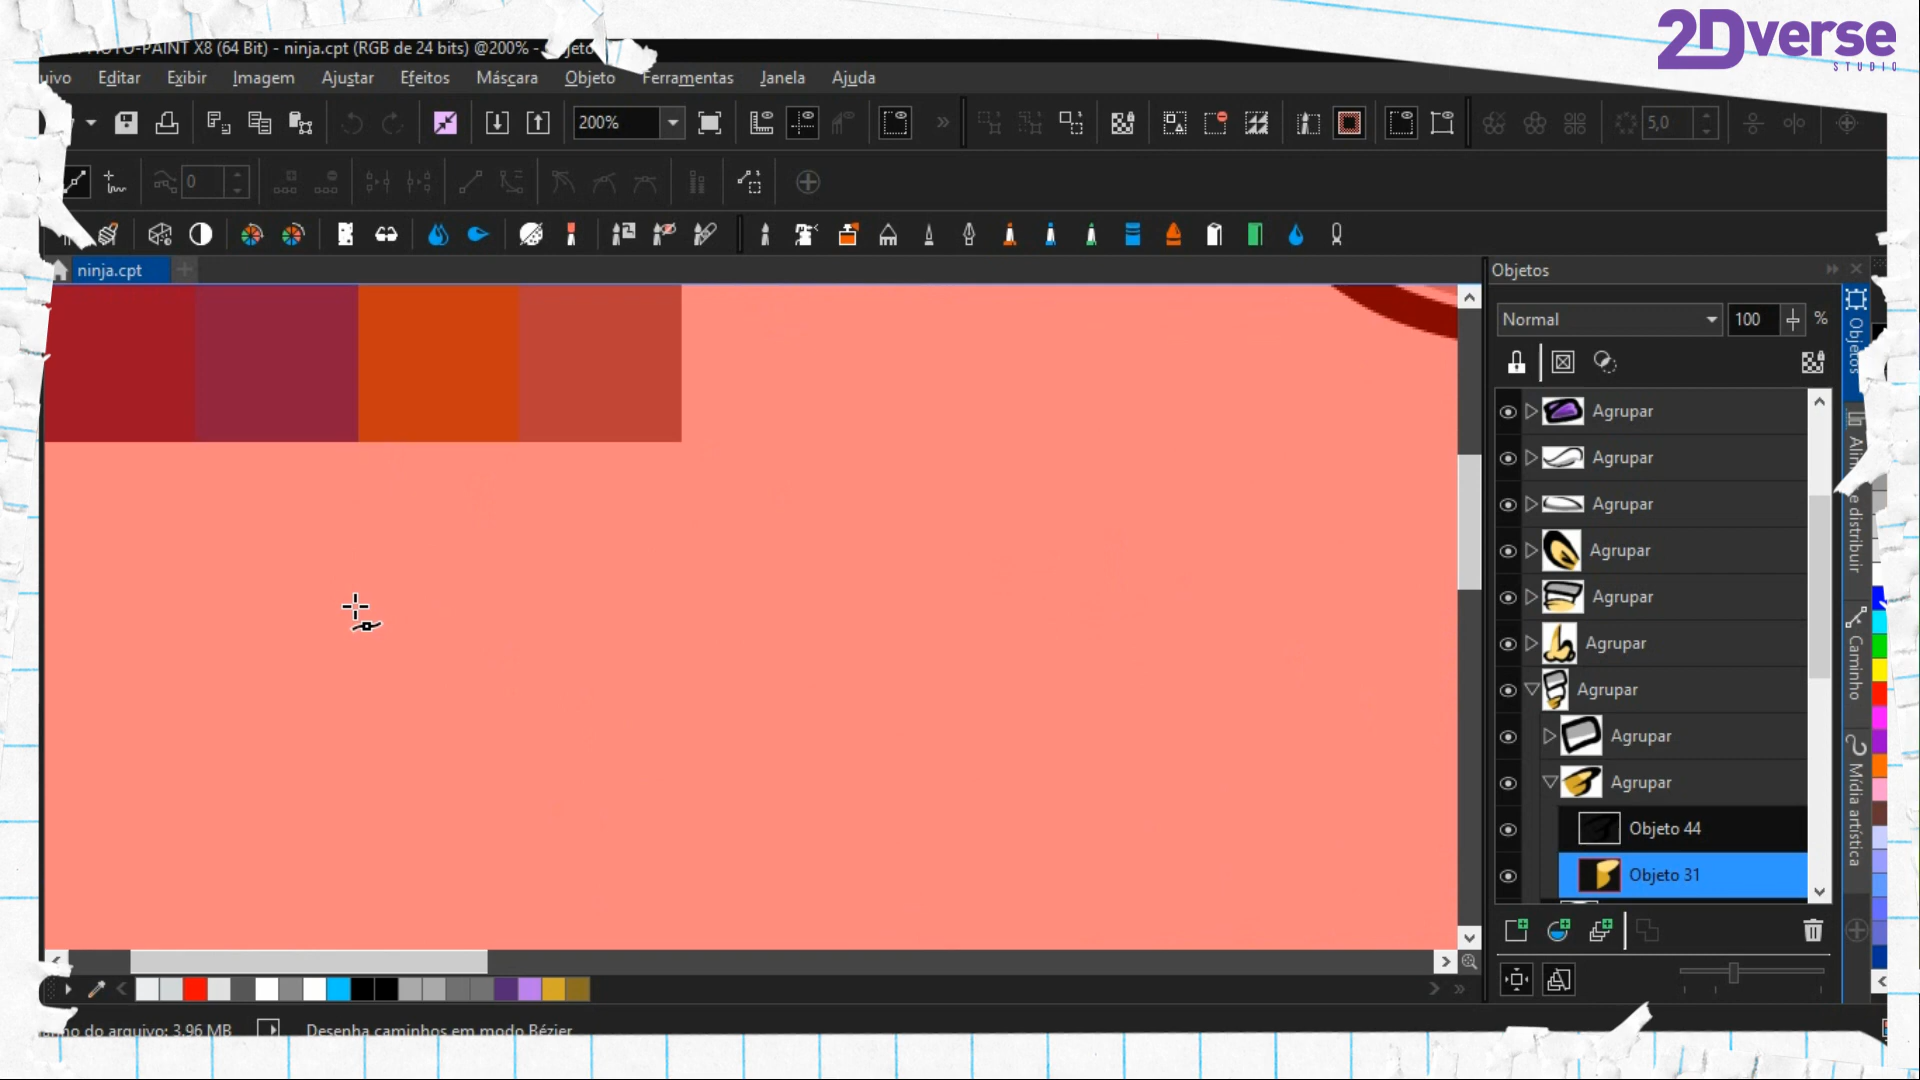 2Dverse
STUDIO
PHOTO-PAINT X8 (64 Bit) - ninja.cpt (RGB de 24 bits) @200% -
Editar Exibir Imagem Ajustar Efeitos Máscara Objeto Ferramentas Janela Ajuda
200%
5,0
0
ninja.cpt
Objetos
Normal 100 %
Agrupar
Agrupar
Agrupar
Agrupar
Agrupar
Agrupar
Agrupar
Agrupar
Agrupar
Objeto 44
Objeto 31
Objetos
e distribuir
Caminho
Mídia artística
do arquivo: 3,96 MB Desenha caminhos em modo Bézier